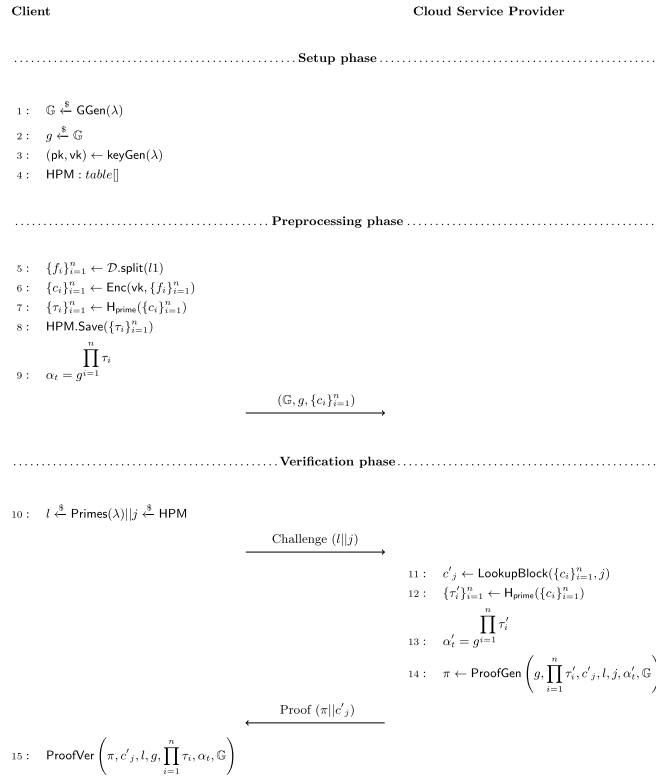 Client Cloud Service Provider
Setup phase
1 : 𝔾 ←$ GGen(λ)
2 : g ←$ 𝔾
3 : (pk, vk) ← keyGen(λ)
4 : HPM : table[]
Preprocessing phase
5 : {f_i}_{i=1}^n ← 𝒟.split(l1)
6 : {c_i}_{i=1}^n ← Enc(vk, {f_i}_{i=1}^n)
7 : {τ_i}_{i=1}^n ← H_prime({c_i}_{i=1}^n)
8 : HPM.Save({τ_i}_{i=1}^n)
9 : α_t = g^{∏_{i=1}^n τ_i}
(𝔾, g, {c_i}_{i=1}^n)
Verification phase
10 : l ←$ Primes(λ)||j ←$ HPM
Challenge (l||j)
11 : c'_j ← LookupBlock({c_i}_{i=1}^n, j)
12 : {τ'_i}_{i=1}^n ← H_prime({c_i}_{i=1}^n)
13 : α'_t = g^{∏_{i=1}^n τ'_i}
14 : π ← ProofGen(g, ∏_{i=1}^n τ'_i, c'_j, l, j, α'_t, 𝔾)
Proof (π||c'_j)
15 : ProofVer(π, c'_j, l, g, ∏_{i=1}^n τ_i, α_t, 𝔾)